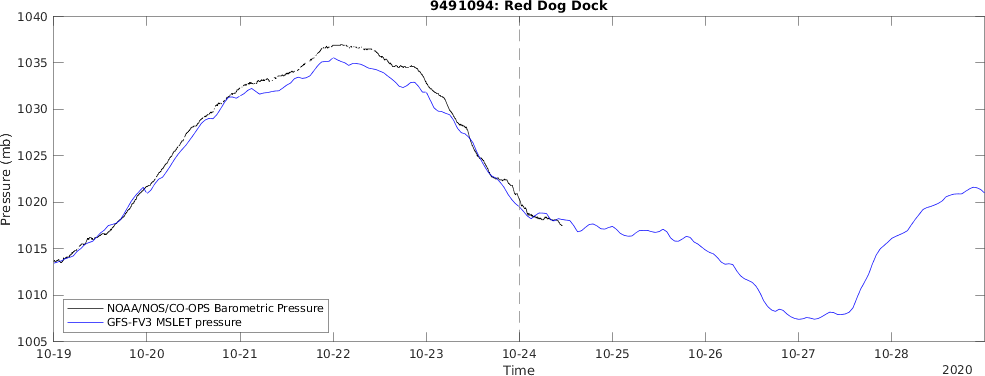 9491094: Red Dog Dock
Pressure (mb)
1040
1035
1030
1025
1020
1015
1010
1005
NOAA/NOS/CO-OPS Barometric Pressure
GFS-FV3 MSLET pressure
10-19 10-20 10-21 10-22 10-23 10-24 10-25 10-26 10-27 10-28
Time
2020